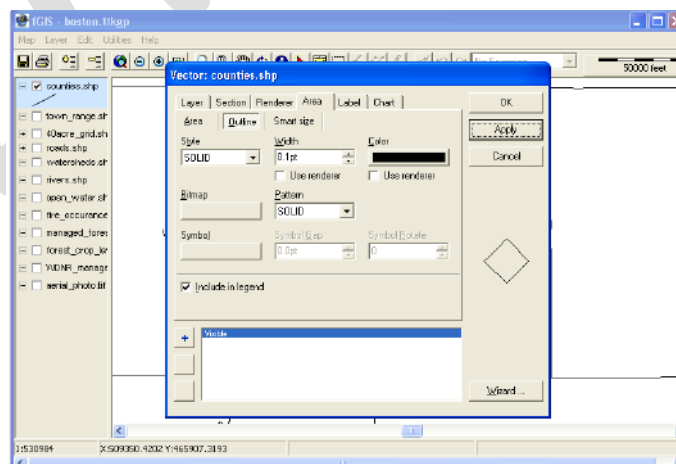 fGIS - boston.ttkgp
Map Layer Edit Utilities Help
50000 feet
counties.shp
town_range.sh
40acre_grid.sh
roads.shp
watersheds.sh
rivers.shp
open_water.sh
fire_occurance
managed_fores
forest_crop_lar
WDNR_manage
aerial_photo.tif
Vector: counties.shp
Layer Section Renderer Area Label Chart
Area Outline Smart size
Style Width Color
SOLID 0.1pt
Use renderer Use renderer
Bitmap Pattern
SOLID
Symbol Symbol Gap Symbol Rotate
0.0pt 0
Include in legend
+ Visible
OK
Apply
Cancel
Wizard ...
1:530984 X:509350.4202 Y:465907.3193